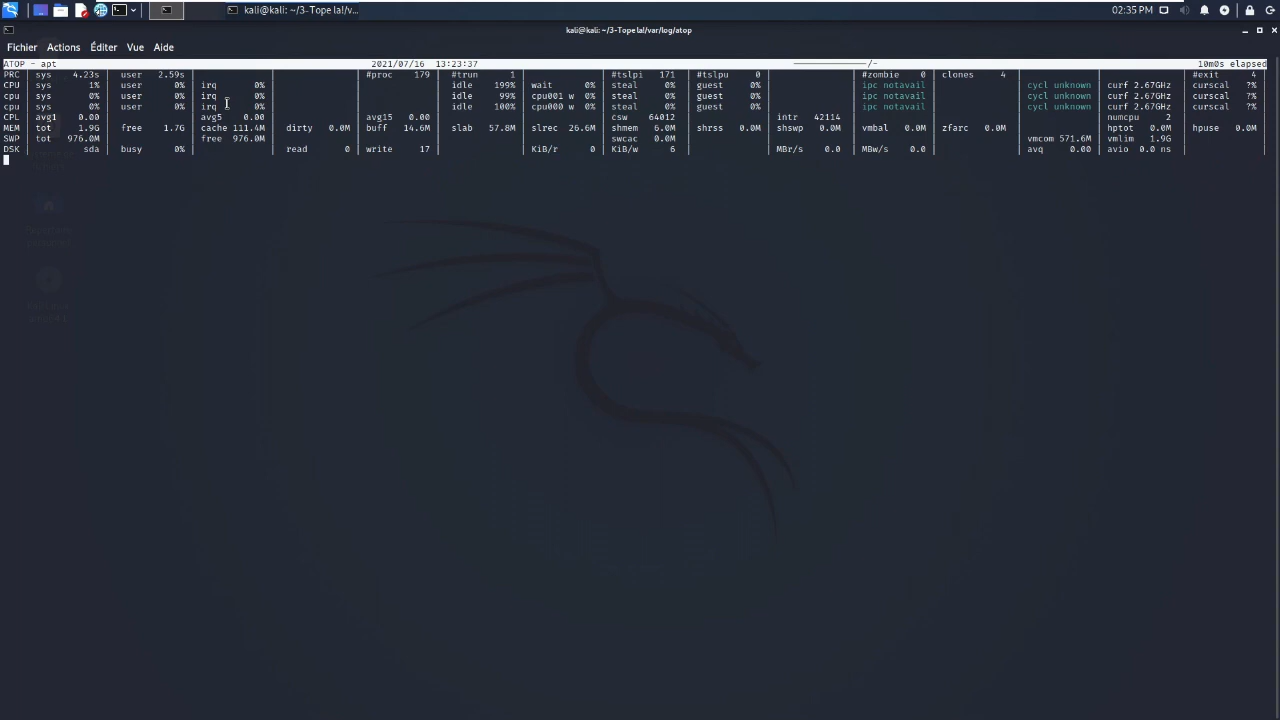 kali@kali: ~/3-Tope la!/v...
02:35 PM
kali@kali: ~/3-Tope la!/var/log/atop
Fichier Actions Éditer Vue Aide
ATOP - apt 2021/07/16 13:23:37 ———————————/- 10m0s elapsed
PRC | sys 4.23s | user 2.59s | | | #proc 179 | #trun 1 | | #tslpi 171 | #tslpu 0 | | #zombie 0 | clones 4 | | | #exit 4 |
CPU | sys 1% | user 0% | irq 0% | | | idle 199% | wait 0% | steal 0% | guest 0% | | ipc notavail | | cycl unknown | curf 2.67GHz | curscal ?% |
cpu | sys 0% | user 0% | irq 0% | | | idle 99% | cpu001 w 0% | steal 0% | guest 0% | | ipc notavail | | cycl unknown | curf 2.67GHz | curscal ?% |
cpu | sys 0% | user 0% | irq 0% | | | idle 100% | cpu000 w 0% | steal 0% | guest 0% | | ipc notavail | | cycl unknown | curf 2.67GHz | curscal ?% |
CPL | avg1 0.00 | | avg5 0.00 | | avg15 0.00 | | | csw 64012 | | intr 42114 | | | | numcpu 2 | |
MEM | tot 1.9G | free 1.7G | cache 111.4M | dirty 0.0M | buff 14.6M | slab 57.8M | slrec 26.6M | shmem 6.0M | shrss 0.0M | shswp 0.0M | vmbal 0.0M | zfarc 0.0M | | hptot 0.0M | hpuse 0.0M |
SWP | tot 976.0M | | free 976.0M | | | | | swcac 0.0M | | | | | vmcom 571.6M | vmlim 1.9G | |
DSK | sda | busy 0% | | read 0 | write 17 | | KiB/r 0 | KiB/w 6 | | MBr/s 0.0 | MBw/s 0.0 | | avq 0.00 | avio 0.0 ns | |